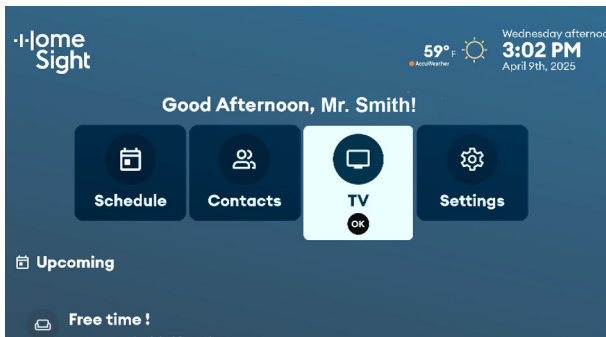 Home
Sight
59° F
AccuWeather
Wednesday
3:02 PM
April 9th, 2025
Good Afternoon, Mr. Smith!
Schedule
Contacts
TV
Settings
OK
Upcoming
Free time !